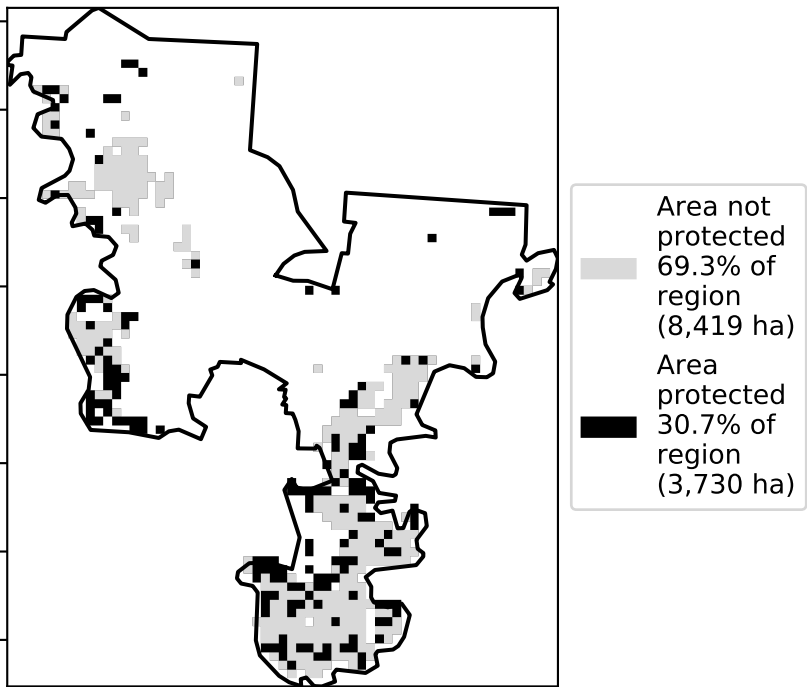 Area not
protected
69.3% of
region
(8,419 ha)
Area
protected
30.7% of
region
(3,730 ha)